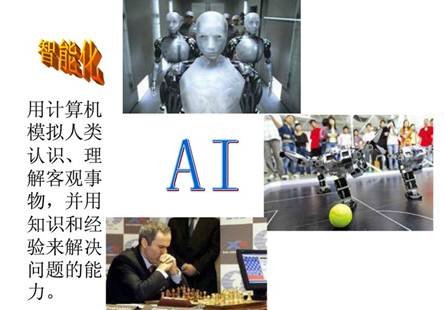 智能化
用计算机
模拟人类
认识、理
解客观事
物，并用
知识和经
验来解决
问题的能
力。
AI